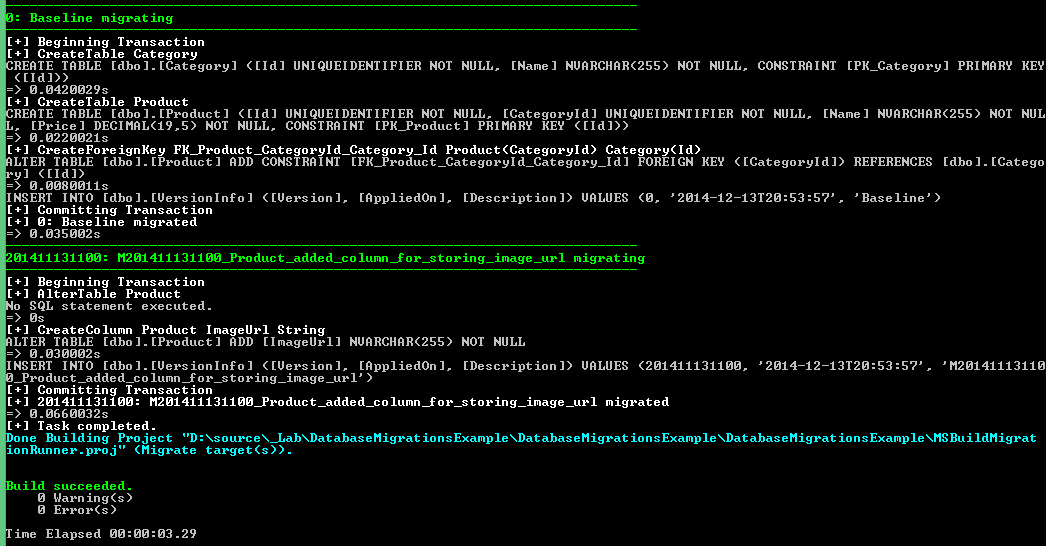 0: Baseline migrating
[+] Beginning Transaction
[+] CreateTable Category
CREATE TABLE [dbo].[Category] ([Id] UNIQUEIDENTIFIER NOT NULL, [Name] NVARCHAR(255) NOT NULL, CONSTRAINT [PK_Category] PRIMARY KEY
([Id]))
=> 0.0420029s
[+] CreateTable Product
CREATE TABLE [dbo].[Product] ([Id] UNIQUEIDENTIFIER NOT NULL, [CategoryId] UNIQUEIDENTIFIER NOT NULL, [Name] NVARCHAR(255) NOT NUL
L, [Price] DECIMAL(19,5) NOT NULL, CONSTRAINT [PK_Product] PRIMARY KEY ([Id]))
=> 0.0220021s
[+] CreateForeignKey FK_Product_CategoryId_Category_Id Product(CategoryId) Category(Id)
ALTER TABLE [dbo].[Product] ADD CONSTRAINT [FK_Product_CategoryId_Category_Id] FOREIGN KEY ([CategoryId]) REFERENCES [dbo].[Catego
ry] ([Id])
=> 0.0080011s
INSERT INTO [dbo].[VersionInfo] ([Version], [AppliedOn], [Description]) VALUES (0, '2014-12-13T20:53:57', 'Baseline')
[+] Committing Transaction
[+] 0: Baseline migrated
=> 0.035002s
201411131100: M201411131100_Product_added_column_for_storing_image_url migrating
[+] Beginning Transaction
[+] AlterTable Product
No SQL statement executed.
=> 0s
[+] CreateColumn Product ImageUrl String
ALTER TABLE [dbo].[Product] ADD [ImageUrl] NVARCHAR(255) NOT NULL
=> 0.030002s
INSERT INTO [dbo].[VersionInfo] ([Version], [AppliedOn], [Description]) VALUES (201411131100, '2014-12-13T20:53:57', 'M20141113110
0_Product_added_column_for_storing_image_url')
[+] Committing Transaction
[+] 201411131100: M201411131100_Product_added_column_for_storing_image_url migrated
=> 0.0660032s
[+] Task completed.
Done Building Project "D:\source\_Lab\DatabaseMigrationsExample\DatabaseMigrationsExample\DatabaseMigrationsExample\MSBuildMigrat
ionRunner.proj" (Migrate target(s)).
Build succeeded.
0 Warning(s)
0 Error(s)
Time Elapsed 00:00:03.29